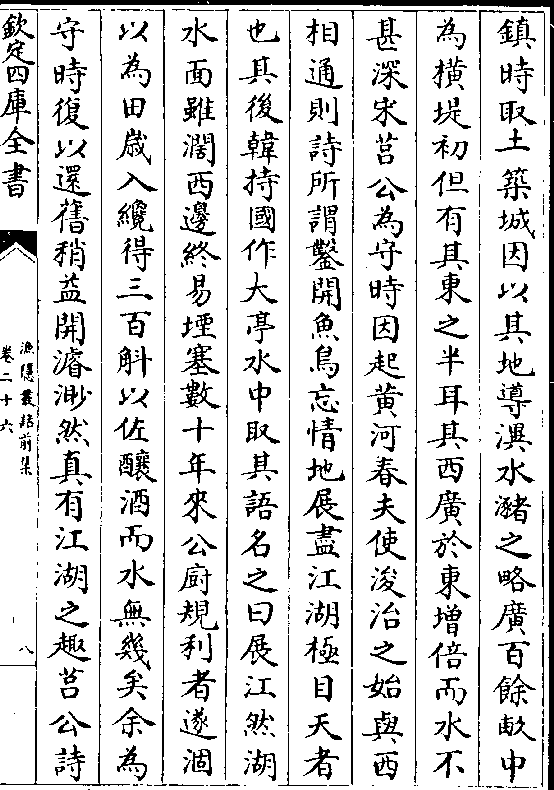 鎮時取土築城因以其地導潩水瀦之略廣百餘畝中
為橫堤初但有其東之半耳其西廣於東增倍而水不
甚深宋莒公為守時因起黃河春夫使浚治之始與西
相通則詩所謂鑿開魚鳥忘情地展盡江湖極目天者
也其後韓持國作大亭水中取其語名之曰展江然湖
水面雖濶西邊終易堙塞數十年來公厨規利者遂涸
以為田歲入纔得三百斛以佐釀酒而水無幾矣余為
守時復以還舊稍益開濬渺然真有江湖之趣莒公詩
欽定四庫全書
漁隱叢話前集
卷二十六
八